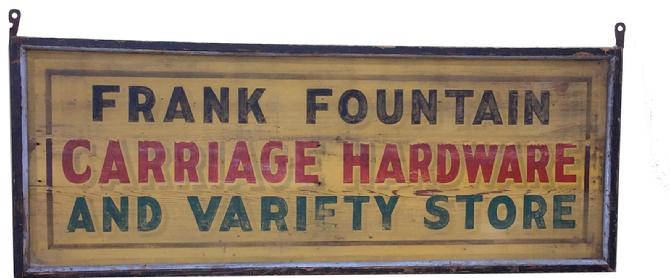 FRANK FOUNTAIN
CARRIAGE HARDWARE
AND VARIETY STORE